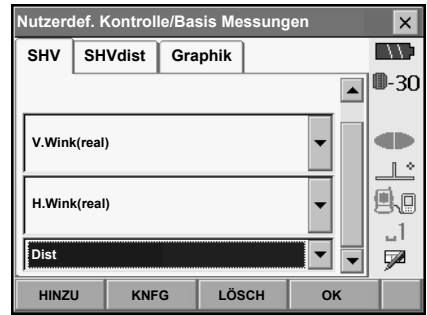 Nutzerdef. Kontrolle/Basis Messungen
SHV SHVdist Graphik
-30
V.Wink(real)
H.Wink(real)
1
Dist
HINZU KNFG LÖSCH OK